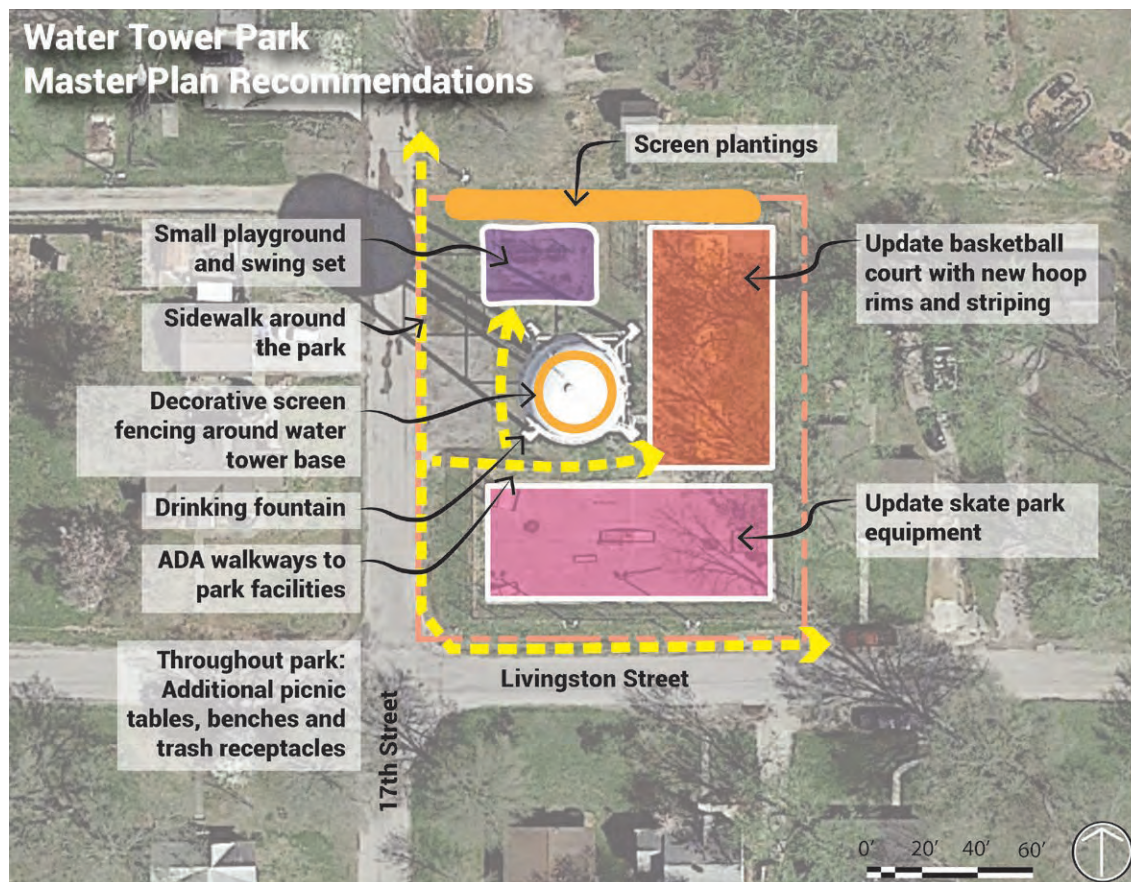 Water Tower Park
Master Plan Recommendations
Screen plantings
Small playground
and swing set
Update basketball
court with new hoop
rims and striping
Sidewalk around
the park
Decorative screen
fencing around water
tower base
Drinking fountain
Update skate park
equipment
ADA walkways to
park facilities
Throughout park:
Additional picnic
tables, benches and
trash receptacles
Livingston Street
17th Street
0' 20' 40' 60'